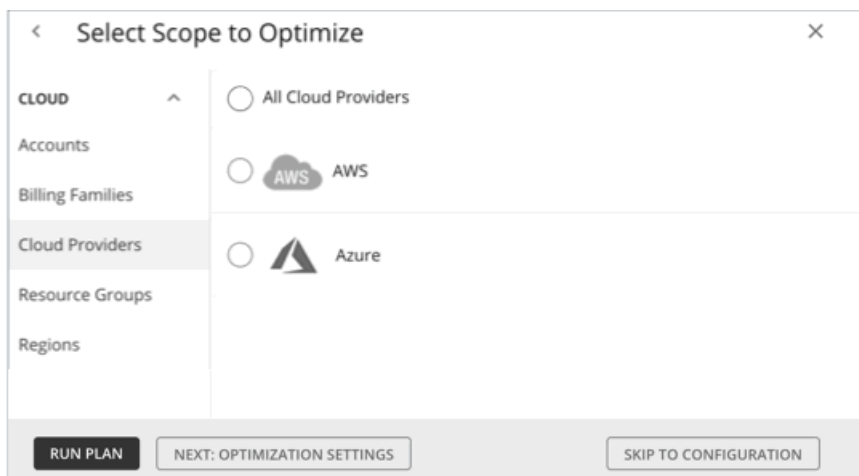 Select Scope to Optimize
CLOUD
Accounts
Billing Families
Cloud Providers
Resource Groups
Regions
All Cloud Providers
AWS AWS
Azure
RUN PLAN
NEXT: OPTIMIZATION SETTINGS
SKIP TO CONFIGURATION